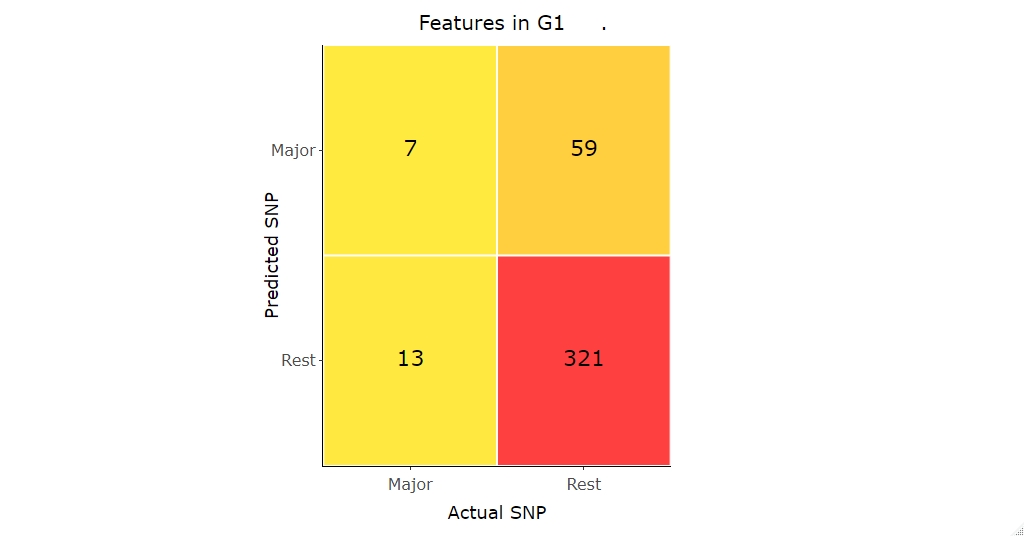 Features in G1 .
Major
7
59
Predicted SNP
Rest
13
321
Major
Rest
Actual SNP